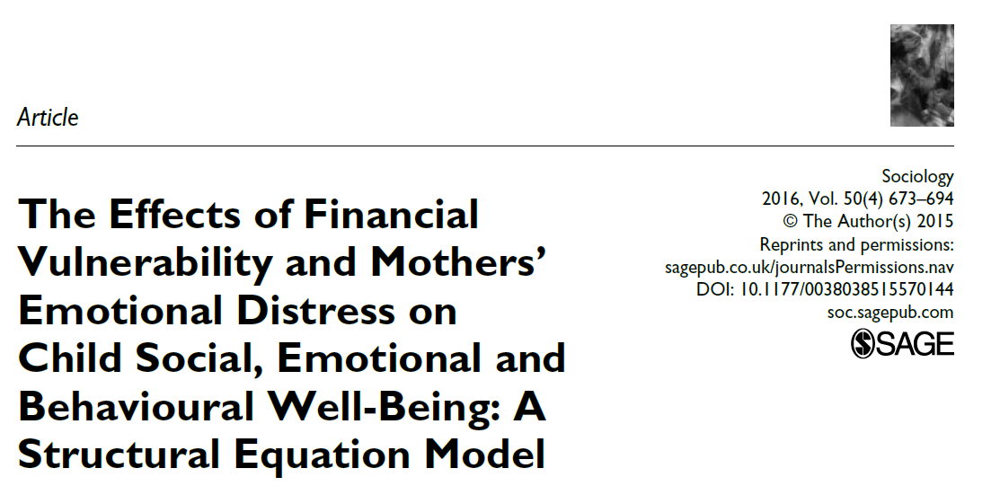 Article
Sociology
2016, Vol. 50(4) 673–694
© The Author(s) 2015
Reprints and permissions:
sagepub.co.uk/journalsPermissions.nav
DOI: 10.1177/0038038515570144
soc.sagepub.com
SAGE
The Effects of Financial
Vulnerability and Mothers’
Emotional Distress on
Child Social, Emotional and
Behavioural Well-Being: A
Structural Equation Model